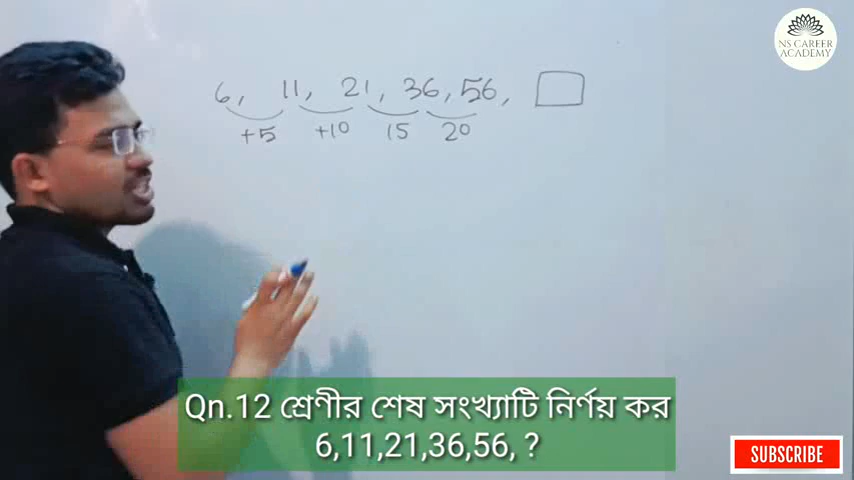 NS CAREER
ACADEMY
6, 11, 21, 36, 56,
+5 +10 15 20
Qn.12 শ্রেণীর শেষ সংখ্যাটি নির্ণয় কর
6,11,21,36,56, ?
SUBSCRIBE